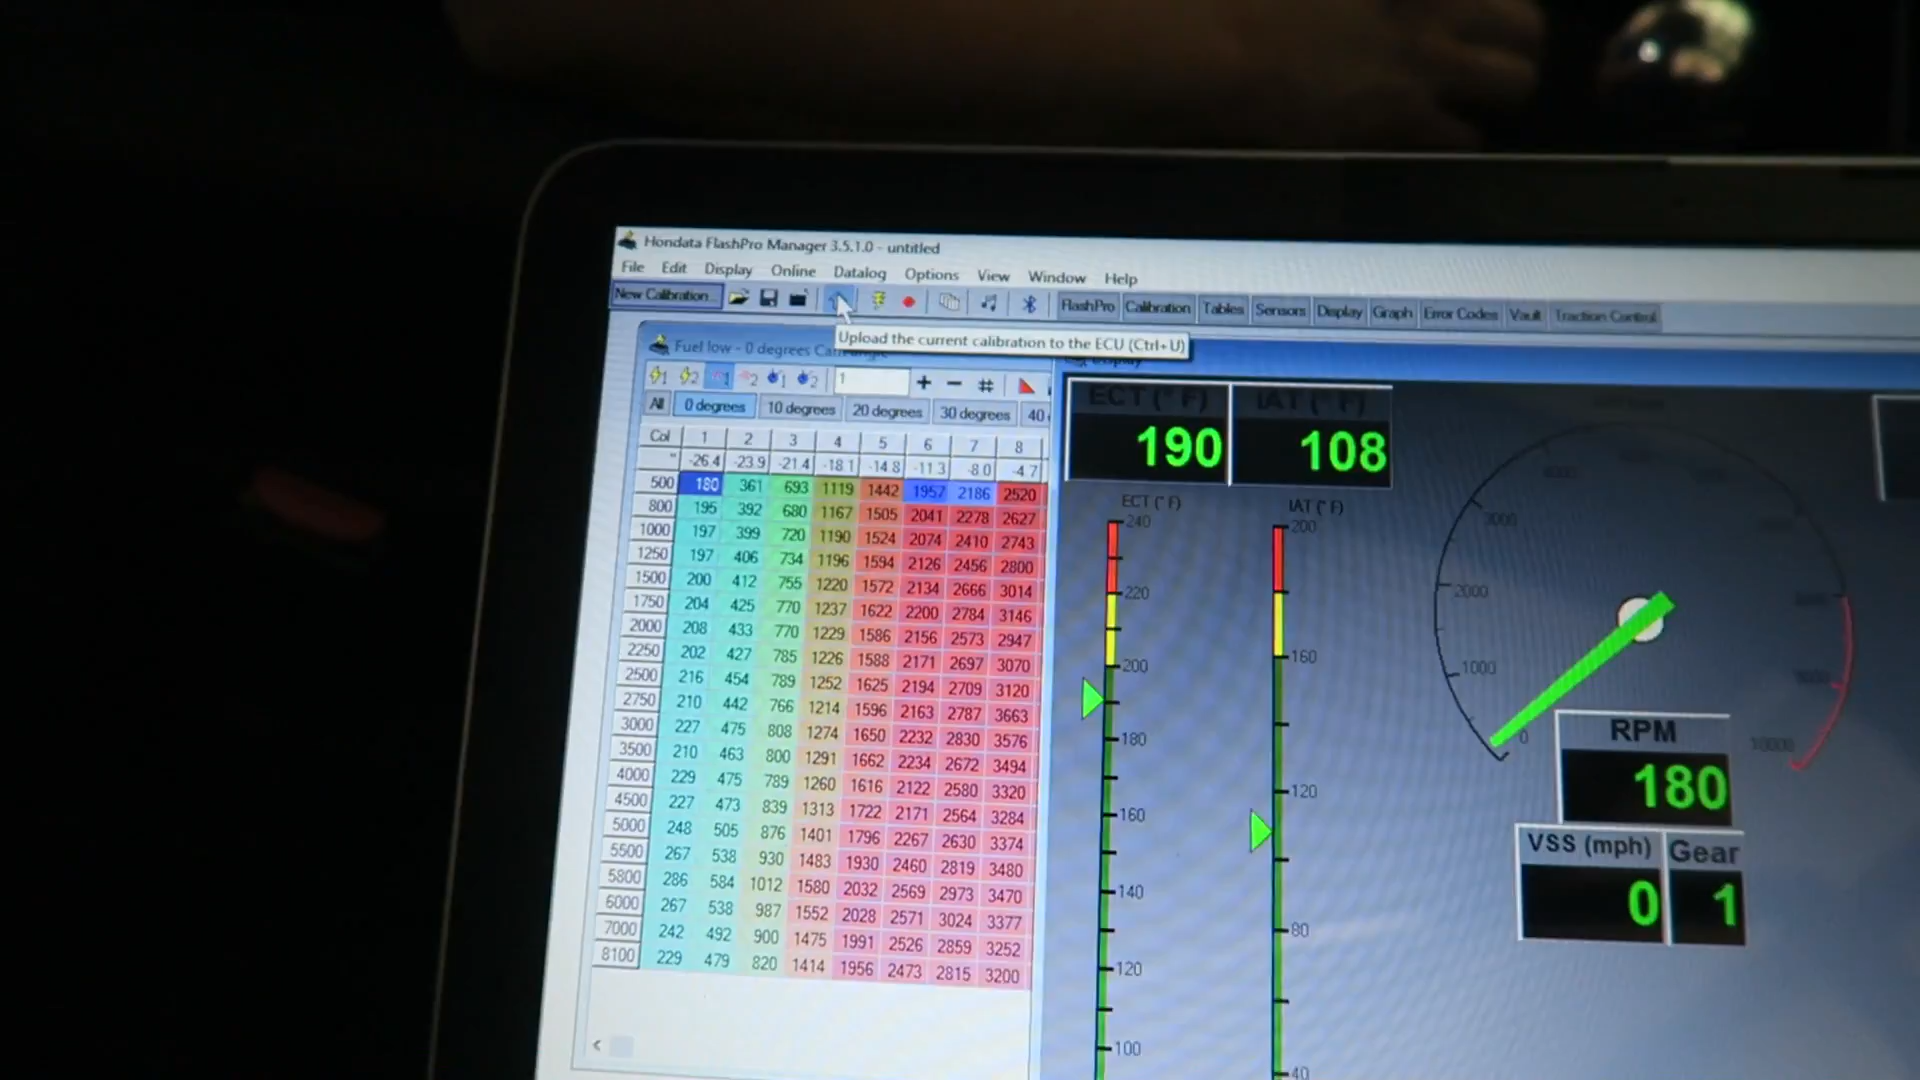 Hondata FlashPro Manager 3.5.1.0 - untitled
File Edit Display Online Datalog Options View Window Help
New Calibration... FlashPro Calibration Tables Sensors Display Graph Error Codes Vault Traction Control
Upload the current calibration to the ECU (Ctrl+U)
Fuel low - 0 degrees
1
All 0 degrees 10 degrees 20 degrees 30 degrees 40
Col 1 2 3 4 5 6 7 8
" -26.4 -23.9 -21.4 -18.1 -14.8 -11.3 -8.0 -4.7
500 180 361 693 1119 1442 1957 2186 2520
800 195 392 680 1167 1505 2041 2278 2627
1000 197 399 720 1190 1524 2074 2410 2743
1250 197 406 734 1196 1594 2126 2456 2800
1500 200 412 755 1220 1572 2134 2666 3014
1750 204 425 770 1237 1622 2200 2784 3146
2000 208 433 770 1229 1586 2156 2573 2947
2250 202 427 785 1226 1588 2171 2697 3070
2500 216 454 789 1252 1625 2194 2709 3120
2750 210 442 766 1214 1596 2163 2787 3663
3000 227 475 808 1274 1650 2232 2830 3576
3500 210 463 800 1291 1662 2234 2672 3494
4000 229 475 789 1260 1616 2122 2580 3320
4500 227 473 839 1313 1722 2171 2564 3284
5000 248 505 876 1401 1796 2267 2630 3374
5500 267 538 930 1483 1930 2460 2819 3480
5800 286 584 1012 1580 2032 2569 2973 3470
6000 267 538 987 1552 2028 2571 3024 3377
7000 242 492 900 1475 1991 2526 2859 3252
8100 229 479 820 1414 1956 2473 2815 3200
ECT (° F) IAT (° F)
190 108
ECT (° F) IAT (° F)
240 200
220
200 160
180
160 120
140
120 80
100 40
3000
2000
1000
0
10000
RPM
180
VSS (mph) Gear
0 1